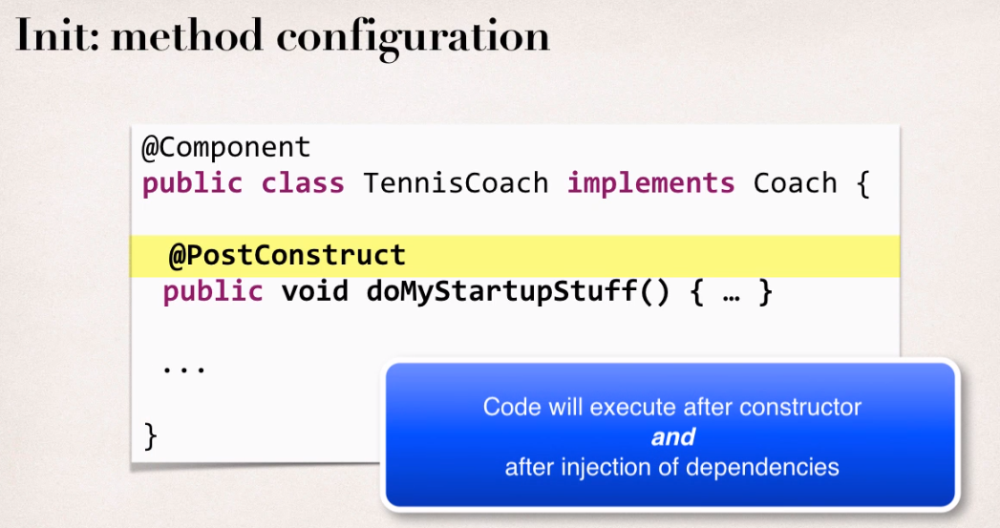 Init: method configuration
@Component
public class TennisCoach implements Coach {
@PostConstruct
public void doMyStartupStuff() { … }
...
}
Code will execute after constructor
and
after injection of dependencies